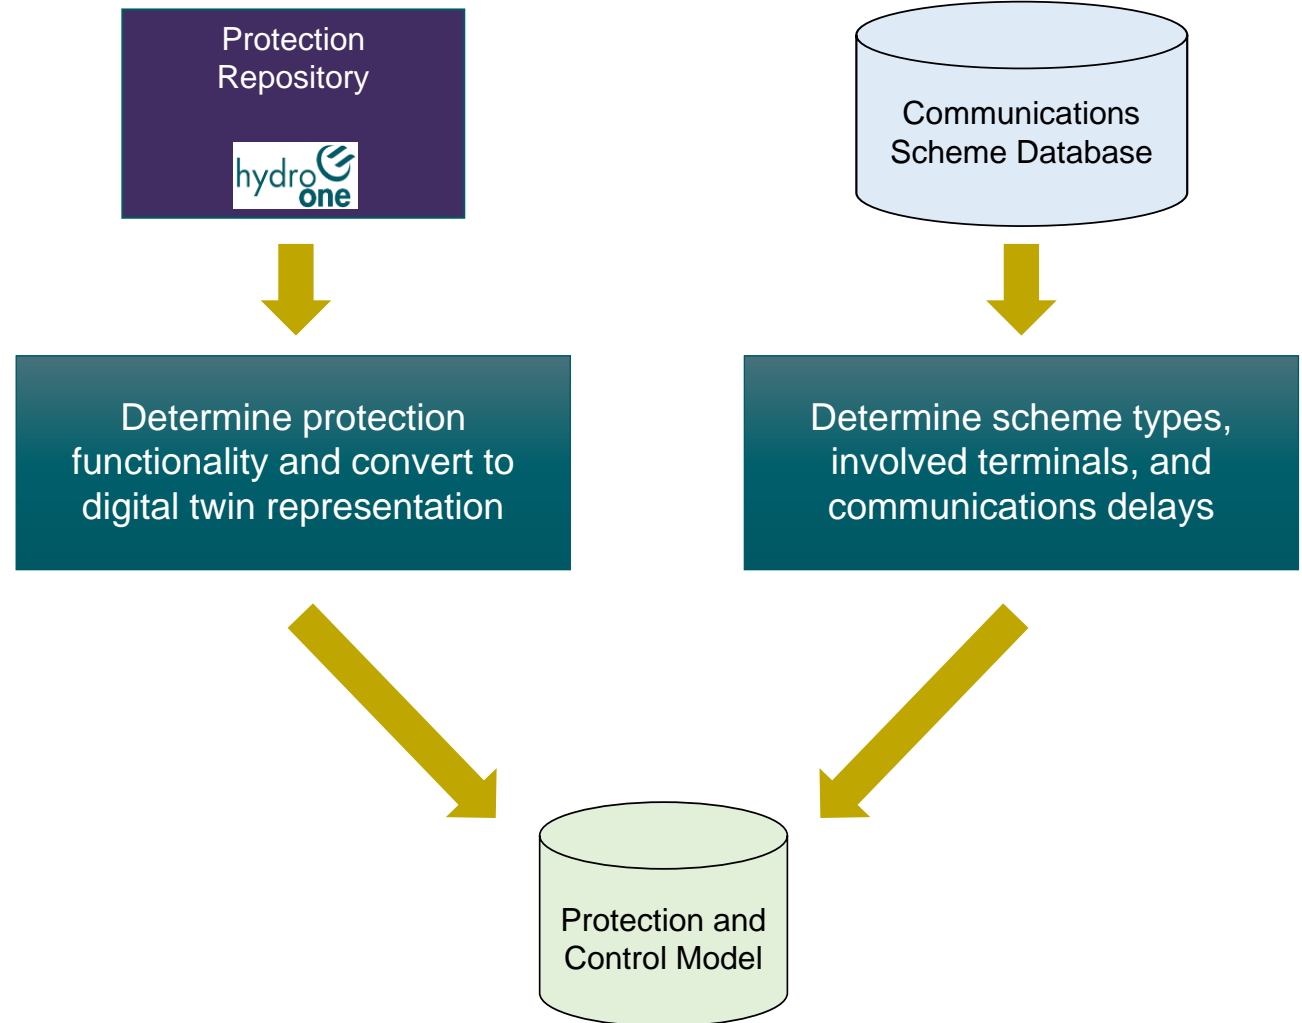 Protection
Repository
hydro
one
Communications
Scheme Database
Determine protection
functionality and convert to
digital twin representation
Determine scheme types,
involved terminals, and
communications delays
Protection and
Control Model